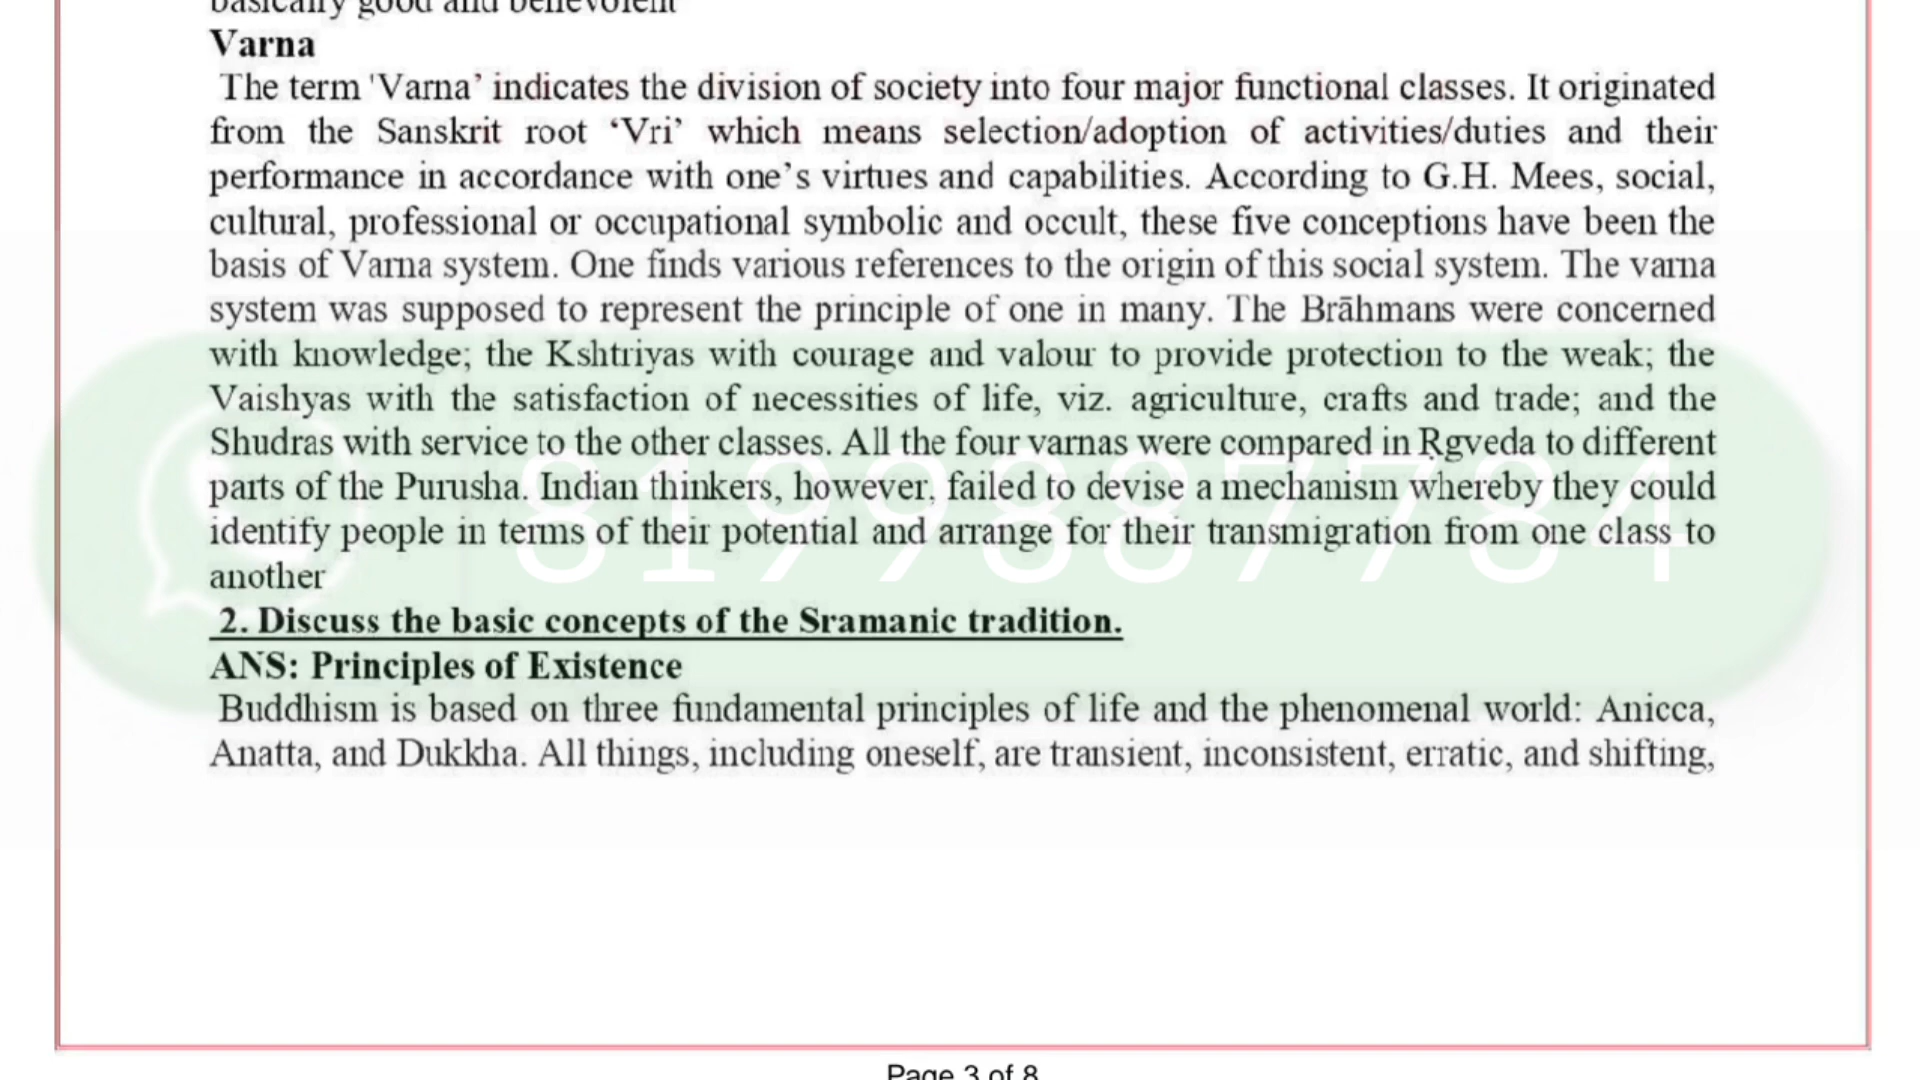 basically good and benevolent
Varna
The term 'Varna’ indicates the division of society into four major functional classes. It originated
from the Sanskrit root ‘Vri’ which means selection/adoption of activities/duties and their
performance in accordance with one’s virtues and capabilities. According to G.H. Mees, social,
cultural, professional or occupational symbolic and occult, these five conceptions have been the
basis of Varna system. One finds various references to the origin of this social system. The varna
system was supposed to represent the principle of one in many. The Brāhmans were concerned
with knowledge; the Kshtriyas with courage and valour to provide protection to the weak; the
Vaishyas with the satisfaction of necessities of life, viz. agriculture, crafts and trade; and the
Shudras with service to the other classes. All the four varnas were compared in Ṛgveda to different
parts of the Purusha. Indian thinkers, however, failed to devise a mechanism whereby they could
identify people in terms of their potential and arrange for their transmigration from one class to
another
8199887784
2. Discuss the basic concepts of the Sramanic tradition.
ANS: Principles of Existence
Buddhism is based on three fundamental principles of life and the phenomenal world: Anicca,
Anatta, and Dukkha. All things, including oneself, are transient, inconsistent, erratic, and shifting,
Page 3 of 8